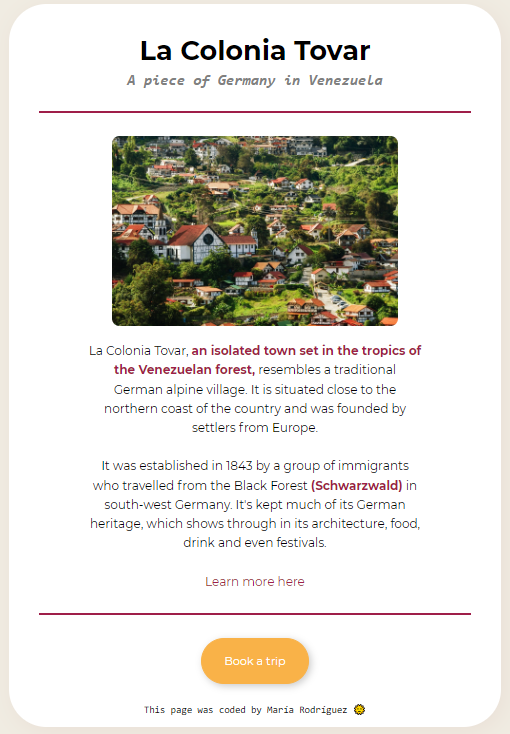 La Colonia Tovar
A piece of Germany in Venezuela
La Colonia Tovar, an isolated town set in the tropics of
the Venezuelan forest, resembles a traditional
German alpine village. It is situated close to the
northern coast of the country and was founded by
settlers from Europe.
It was established in 1843 by a group of immigrants
who travelled from the Black Forest (Schwarzwald) in
south-west Germany. It's kept much of its German
heritage, which shows through in its architecture, food,
drink and even festivals.
Learn more here
Book a trip
This page was coded by María Rodríguez 🌞